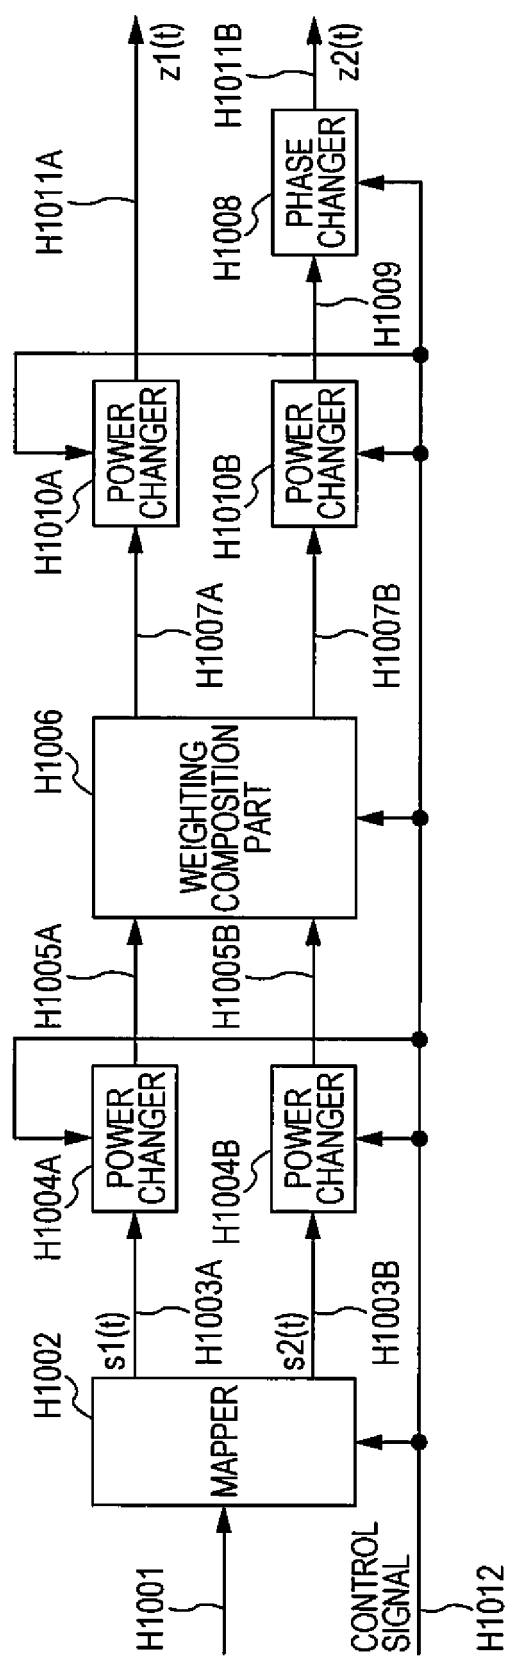 H1001
H1002
MAPPER
CONTROL
SIGNAL
H1012
s1(t)
H1003A
s2(t)
H1003B
H1004A
POWER
CHANGER
H1004B
POWER
CHANGER
H1005A
H1005B
H1006
WEIGHTING
COMPOSITION
PART
H1007A
H1007B
H1010A
POWER
CHANGER
H1010B
POWER
CHANGER
H1009
H1008
PHASE
CHANGER
H1011A
z1(t)
H1011B
z2(t)